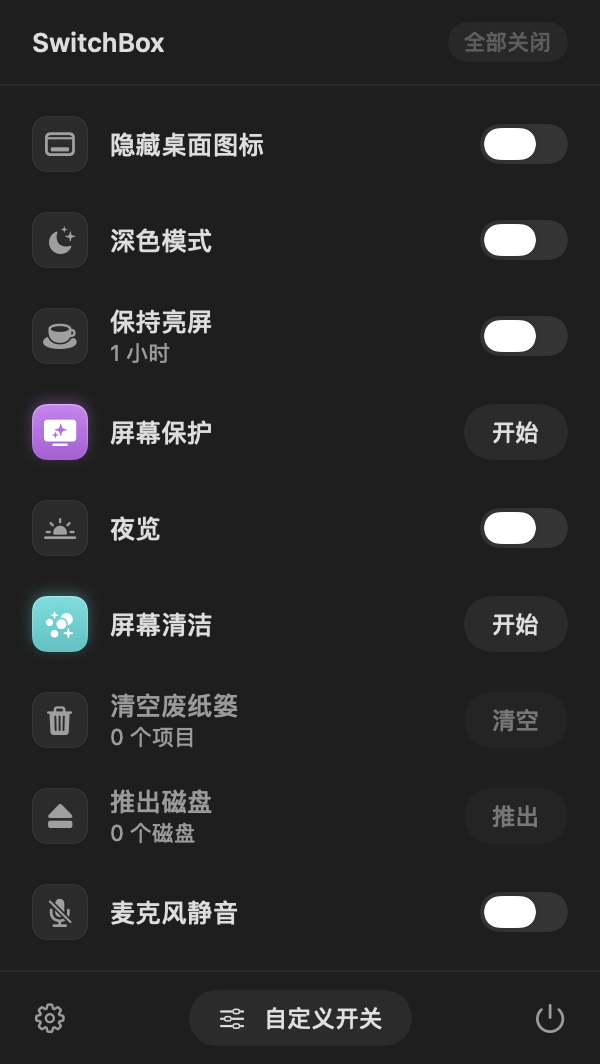 SwitchBox
全部关闭
隐藏桌面图标
深色模式
保持亮屏
1 小时
屏幕保护
开始
夜览
屏幕清洁
开始
清空废纸篓
0 个项目
清空
推出磁盘
0 个磁盘
推出
麦克风静音
自定义开关